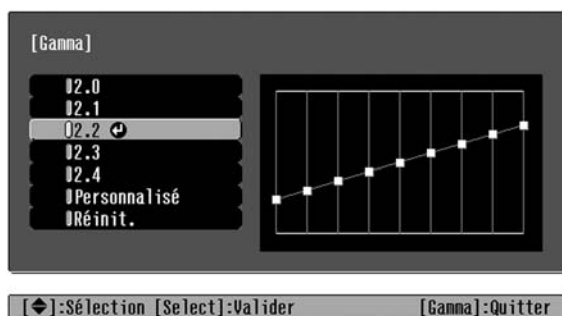 [Gamma]
2.0
2.1
2.2
2.3
2.4
Personnalisé
Réinit.
[◆]:Sélection [Select]:Valider [Gamma]:Quitter